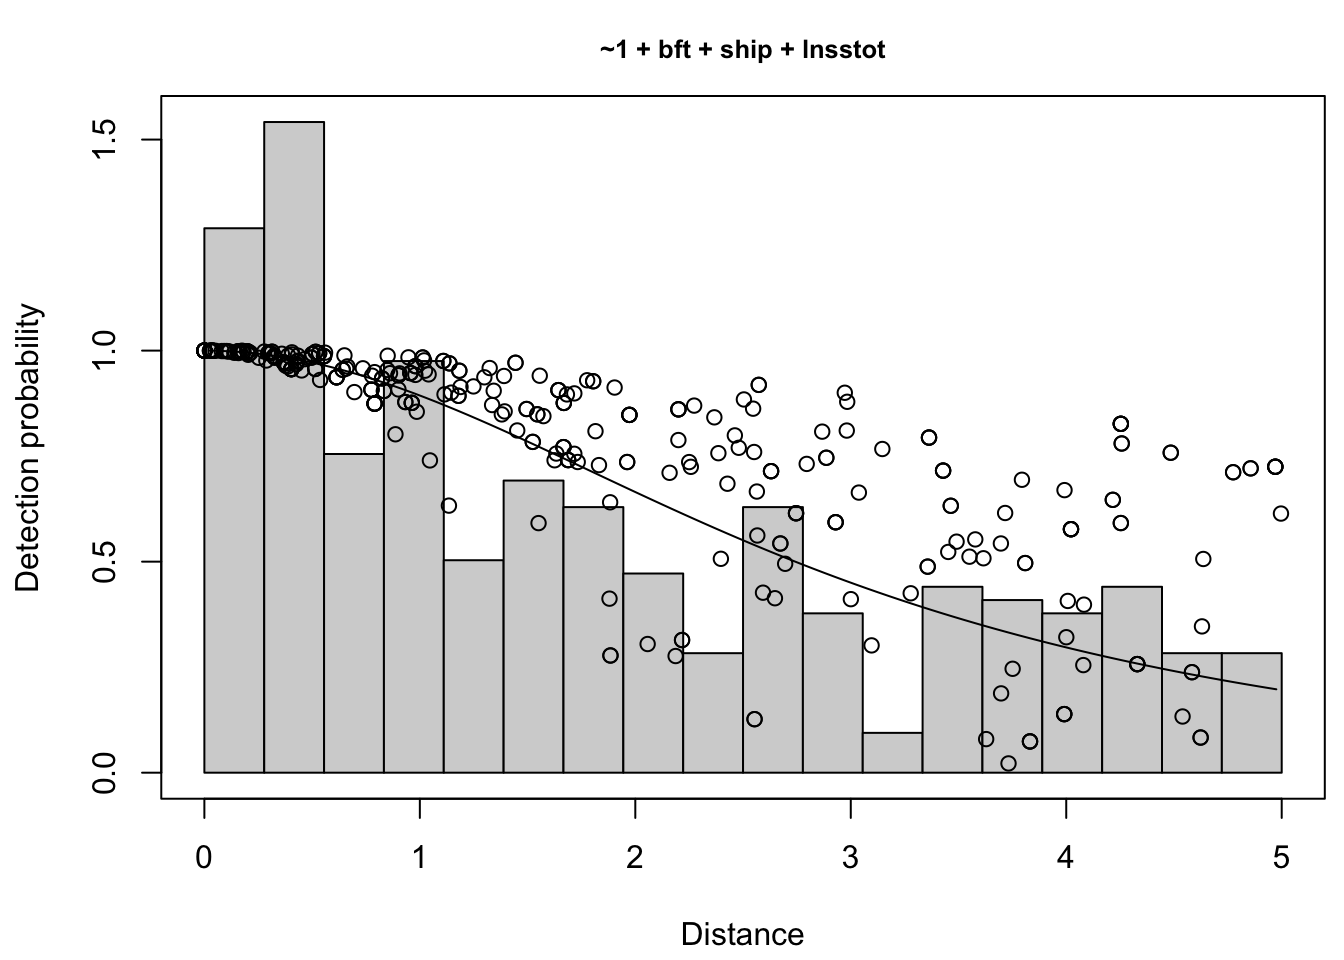 ~1 + bft + ship + lnsstot
Detection probability
1.5
1.0
0.5
0.0
0 1 2 3 4 5
Distance